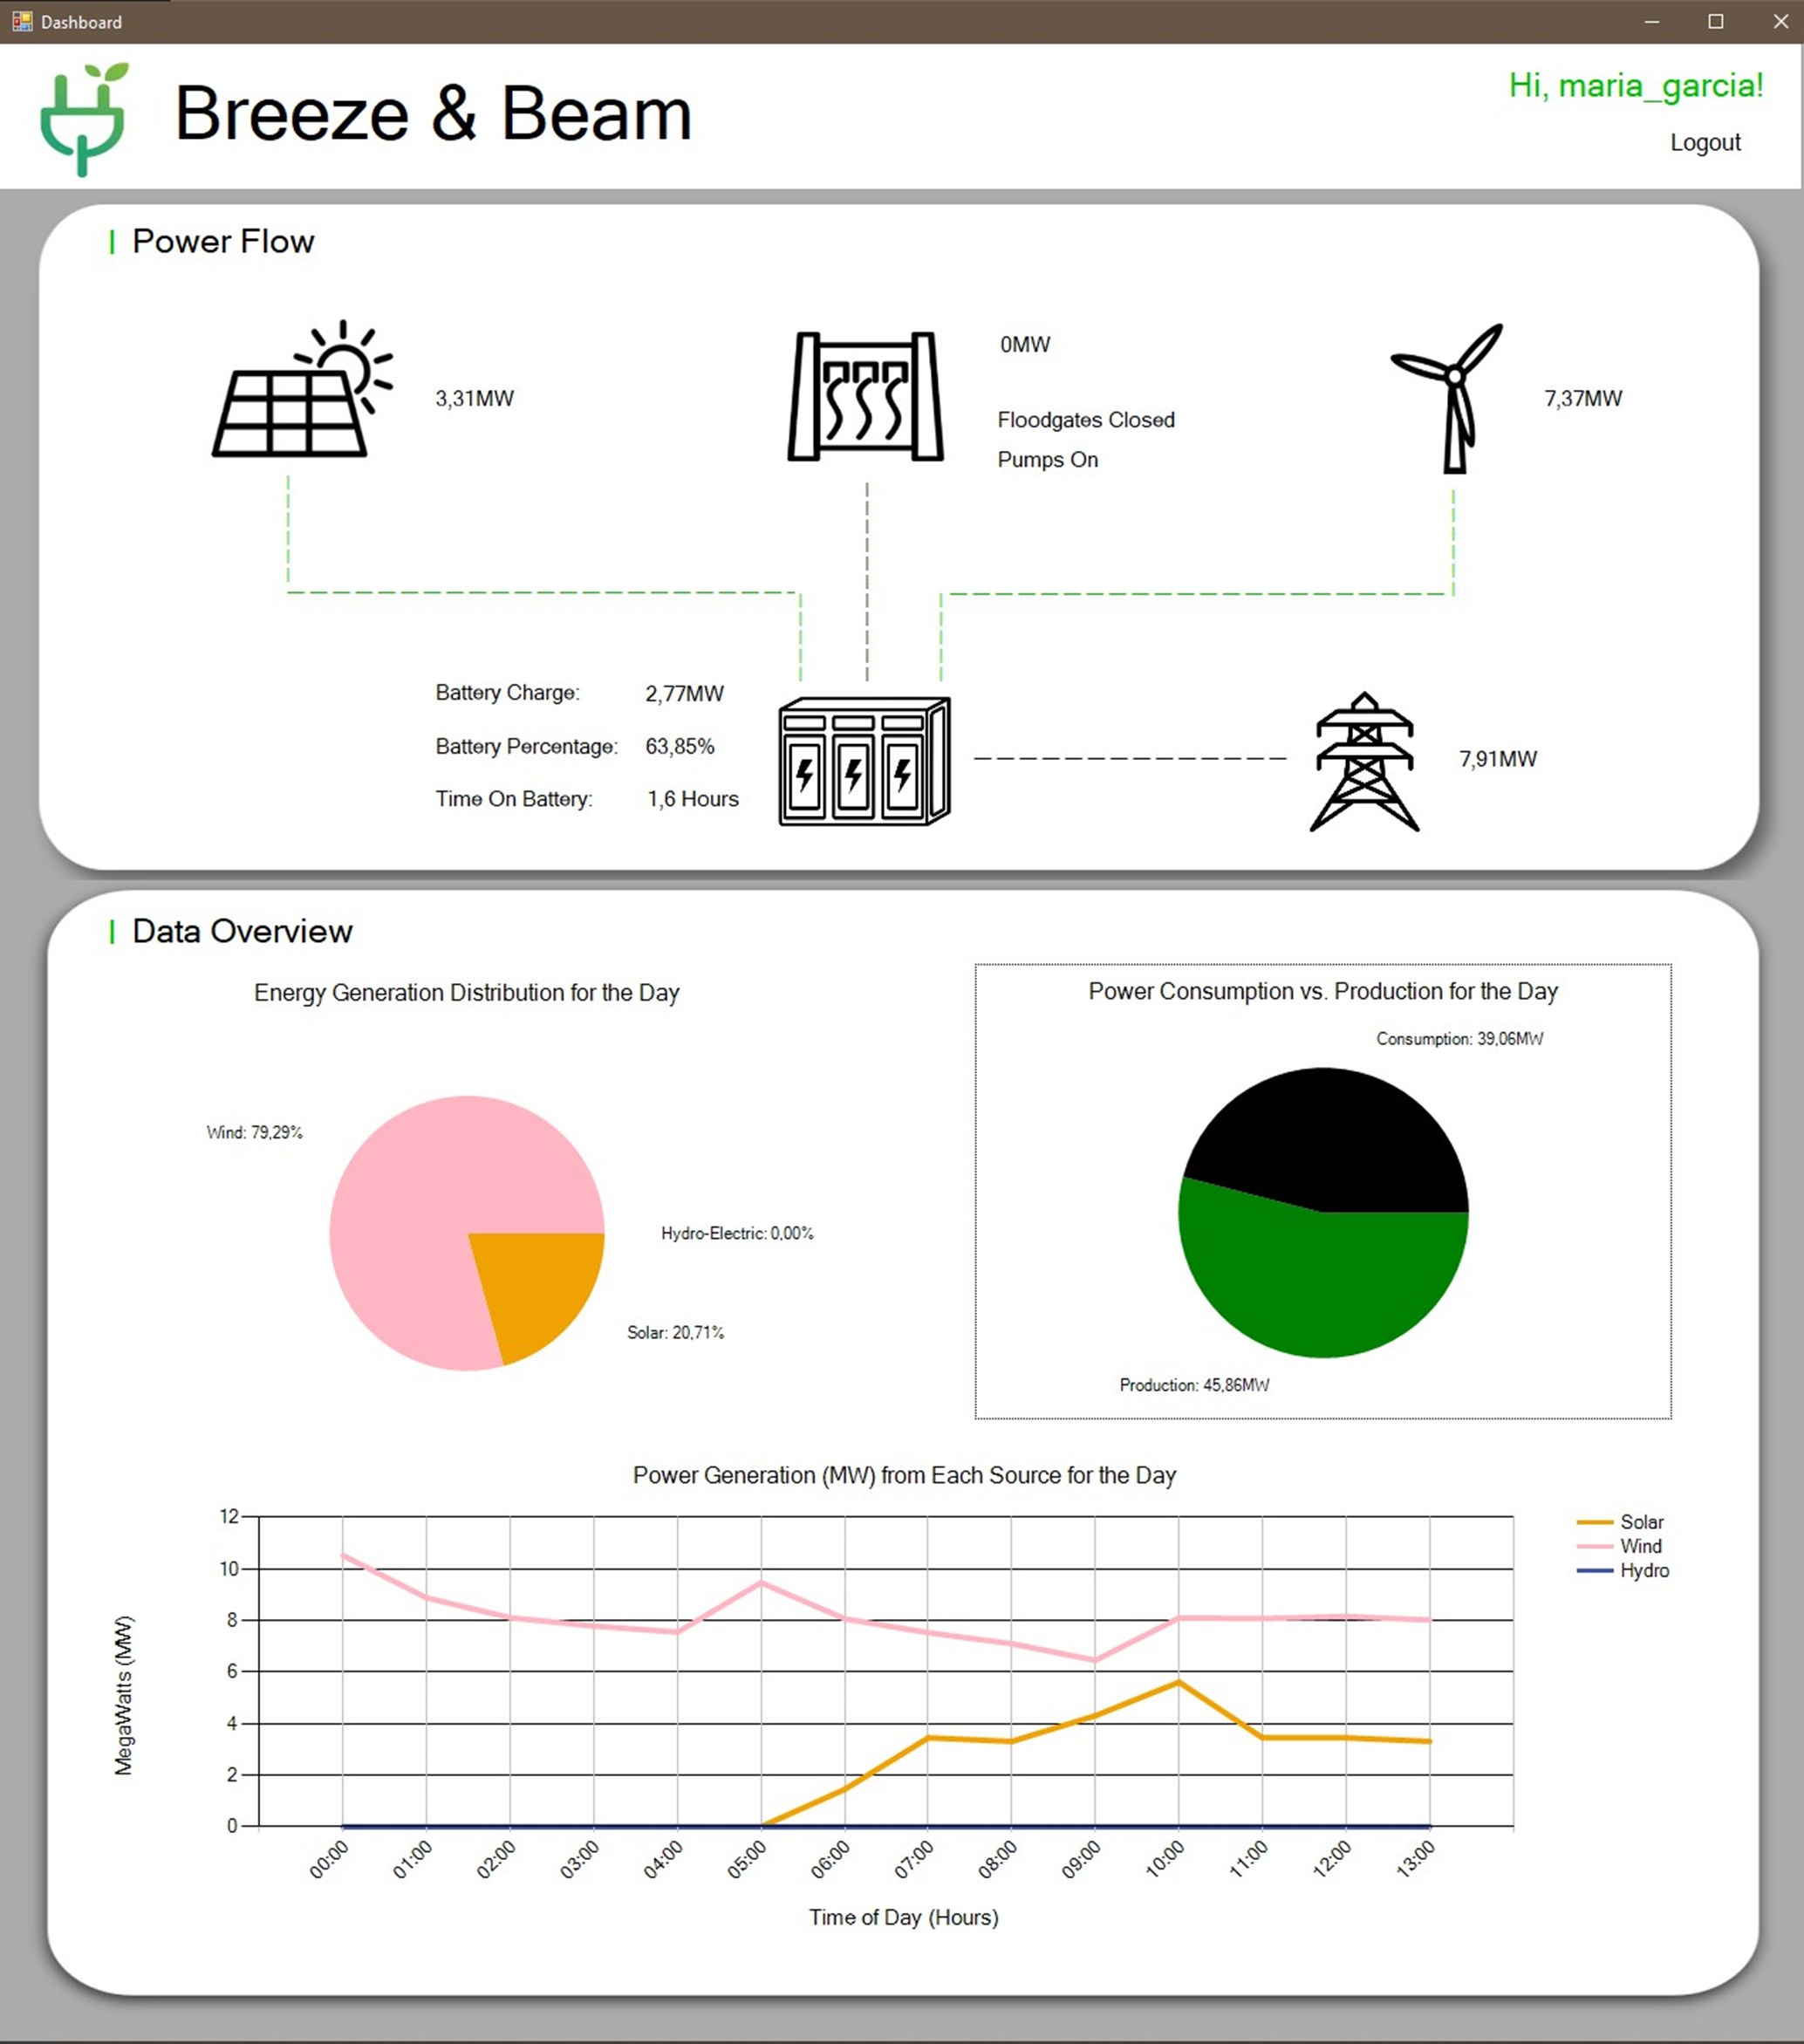 Dashboard
Breeze & Beam
Hi, maria_garcia!
Logout
Power Flow
3,31MW
0MW
Floodgates Closed
Pumps On
7,37MW
Battery Charge: 2,77MW
Battery Percentage: 63,85%
Time On Battery: 1,6 Hours
7,91MW
Data Overview
Energy Generation Distribution for the Day
Wind: 79,29%
Hydro-Electric: 0,00%
Solar: 20,71%
Power Consumption vs. Production for the Day
Consumption: 39,06MW
Production: 45,86MW
Power Generation (MW) from Each Source for the Day
12
10
8
6
4
2
0
MegaWatts (MW)
00:00 01:00 02:00 03:00 04:00 05:00 06:00 07:00 08:00 09:00 10:00 11:00 12:00 13:00
Time of Day (Hours)
Solar
Wind
Hydro